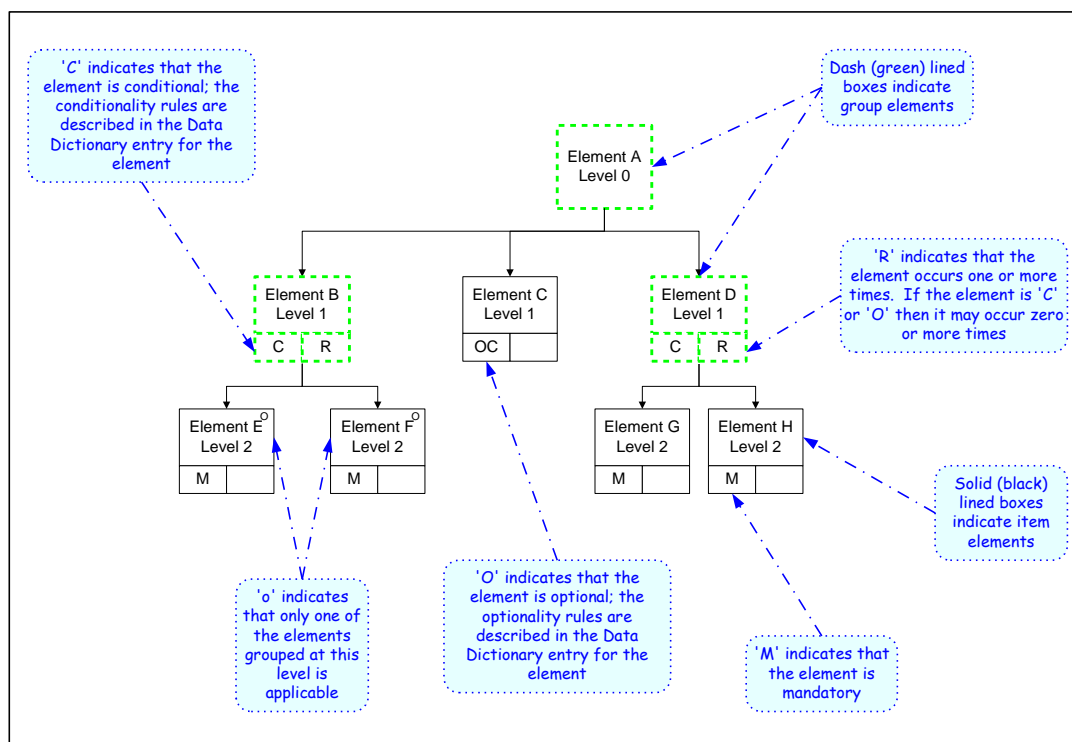 'C' indicates that the
element is conditional; the
conditionality rules are
described in the Data
Dictionary entry for the
element
Dash (green) lined
boxes indicate
group elements
Element A
Level 0
'R' indicates that the
element occurs one or more
times. If the element is 'C'
or 'O' then it may occur zero
or more times
Element B
Level 1
C R
Element C
Level 1
OC
Element D
Level 1
C R
Element E O
Level 2
M
Element F O
Level 2
M
Element G
Level 2
M
Element H
Level 2
M
Solid (black)
lined boxes
indicate item
elements
'o' indicates
that only one of
the elements
grouped at this
level is
applicable
'O' indicates that the
element is optional; the
optionality rules are
described in the Data
Dictionary entry for the
element
'M' indicates that
the element is
mandatory